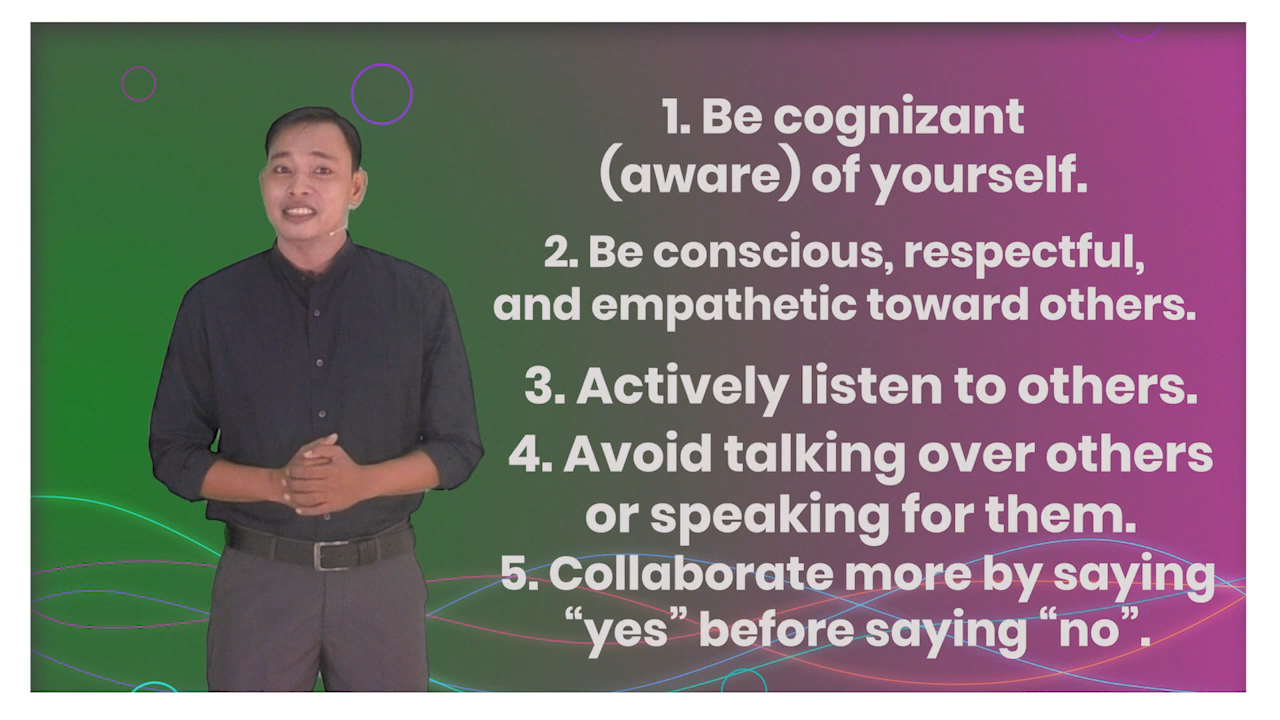 1. Be cognizant
(aware) of yourself.
2. Be conscious, respectful,
and empathetic toward others.
3. Actively listen to others.
4. Avoid talking over others
or speaking for them.
5. Collaborate more by saying
“yes” before saying “no”.